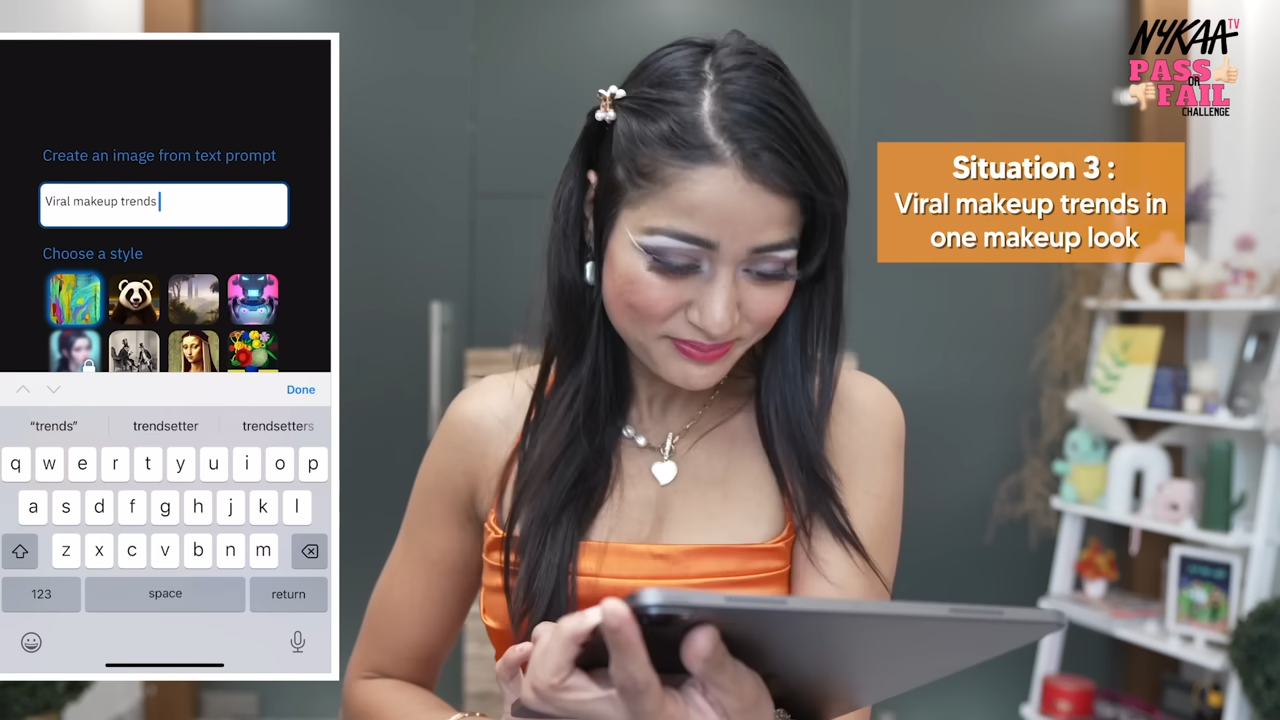 Create an image from text prompt
Viral makeup trends
Choose a style
Done
“trends” trendsetter trendsetters
q w e r t y u i o p
a s d f g h j k l
z x c v b n m
123 space return
NYKAA TV
PASS
OR
FAIL
CHALLENGE
Situation 3 :
Viral makeup trends in
one makeup look